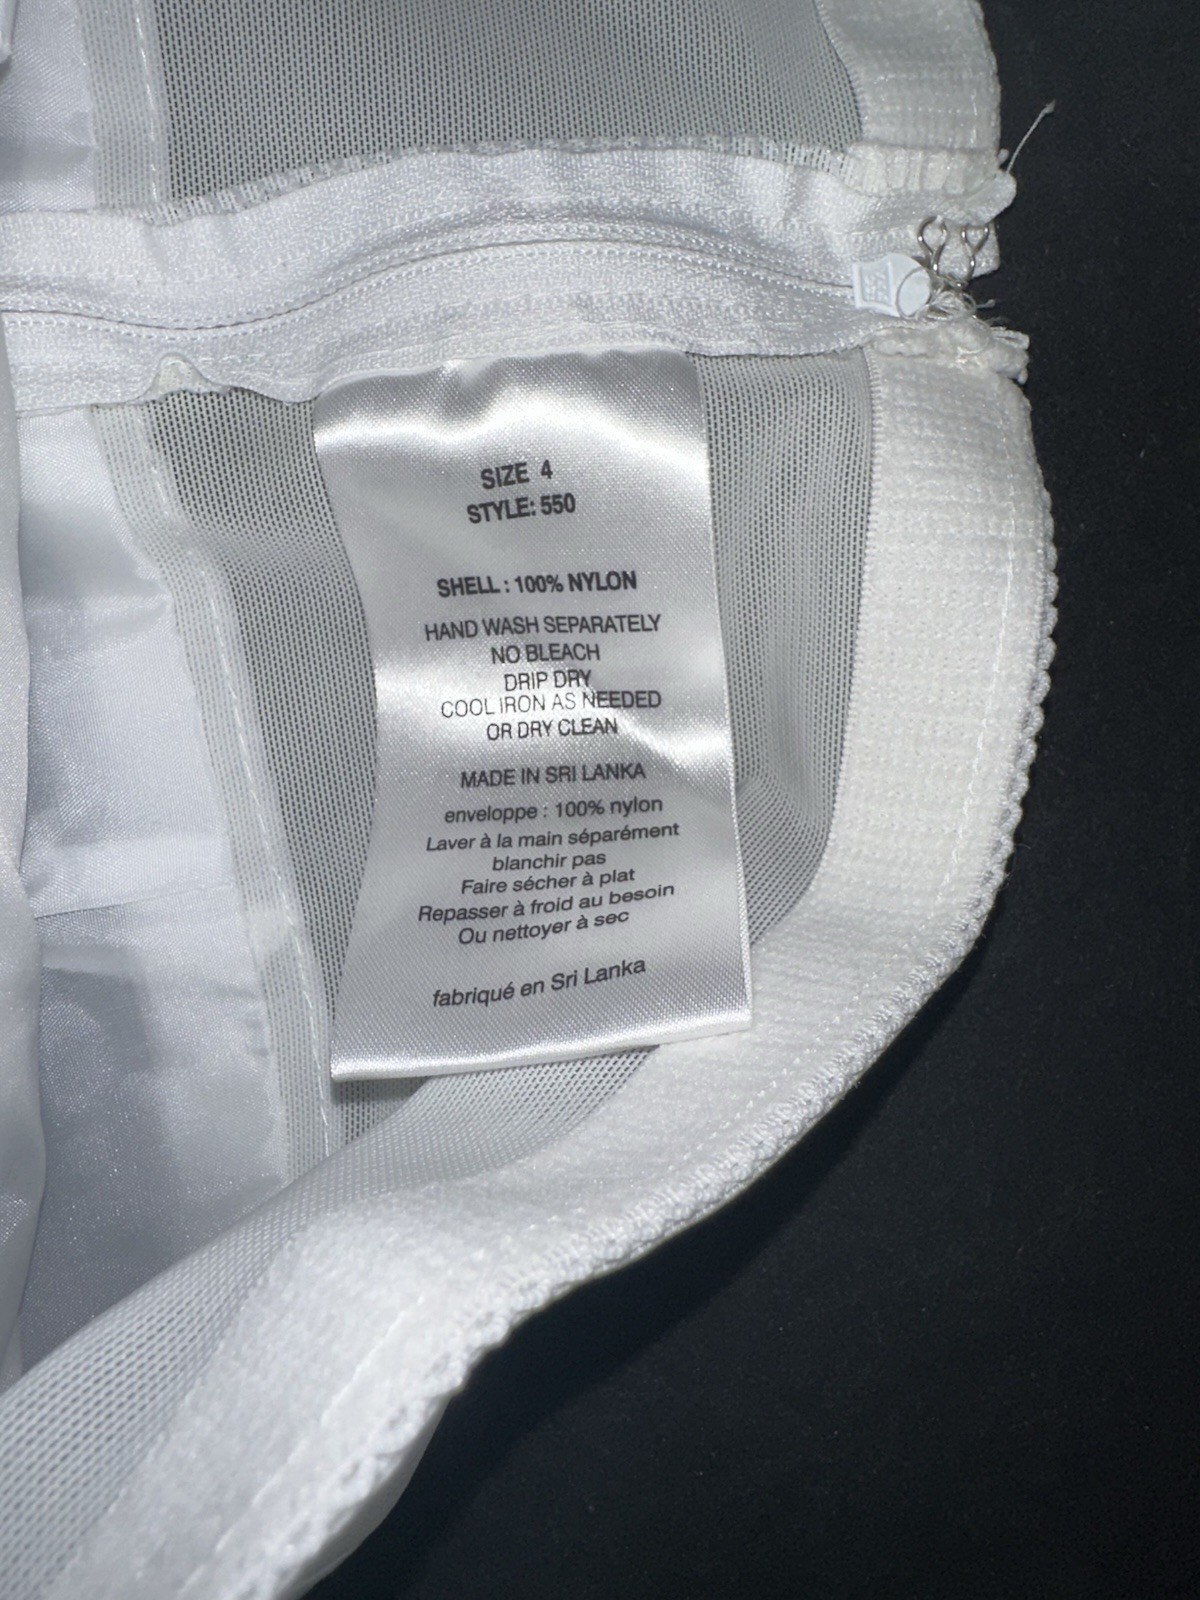 SIZE 4
STYLE: 550
SHELL : 100% NYLON
HAND WASH SEPARATELY
NO BLEACH
DRIP DRY
COOL IRON AS NEEDED
OR DRY CLEAN
MADE IN SRI LANKA
enveloppe : 100% nylon
Laver à la main séparément
blanchir pas
Faire sécher à plat
Repasser à froid au besoin
Ou nettoyer à sec
fabriqué en Sri Lanka